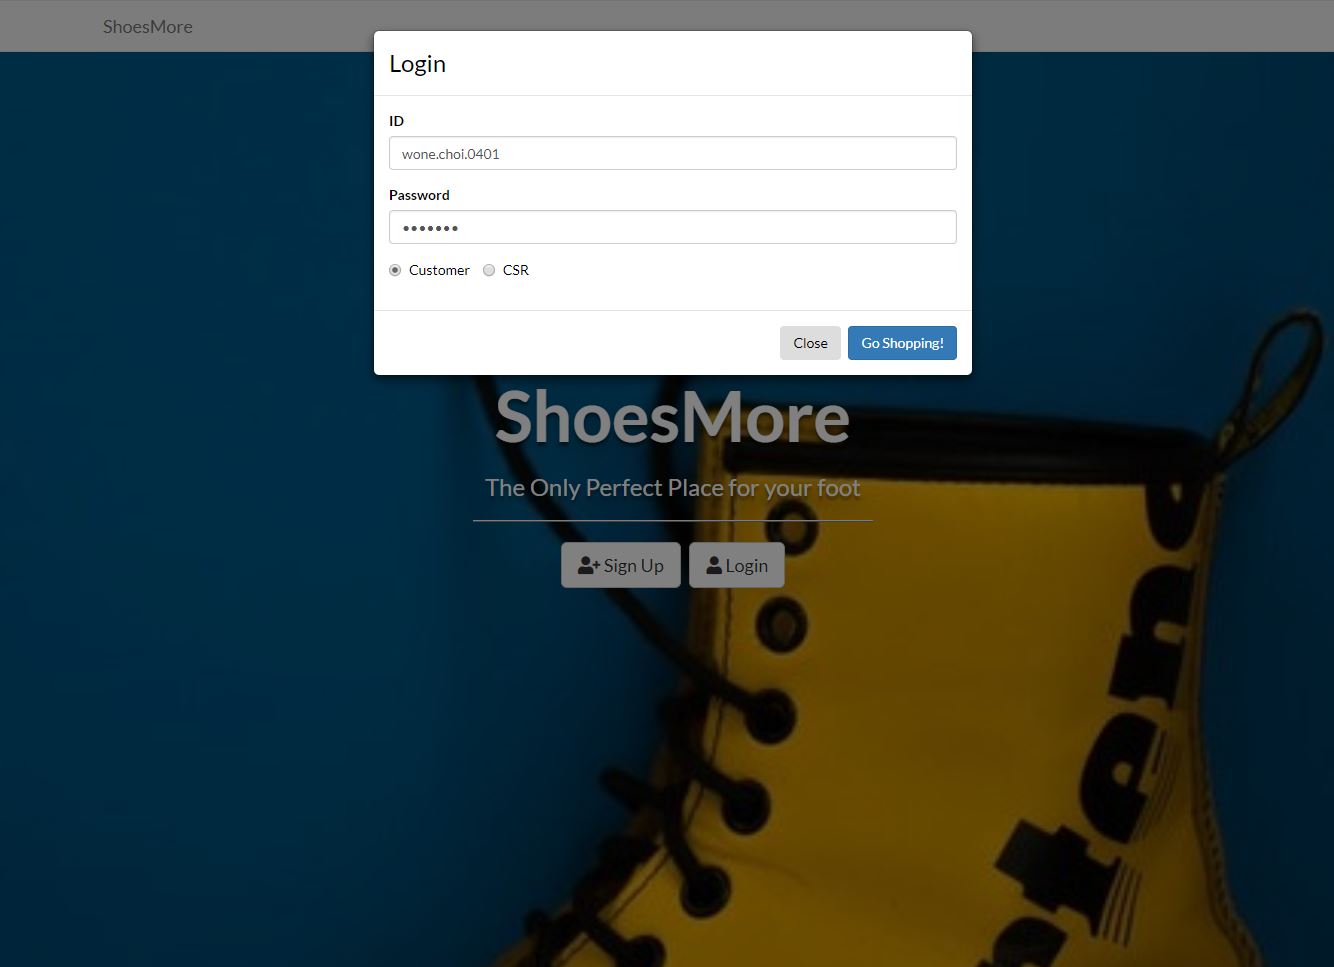 ShoesMore
Login
ID
wone.choi.0401
Password
•••••••
Customer CSR
Close Go Shopping!
ShoesMore
The Only Perfect Place for your foot
Sign Up Login